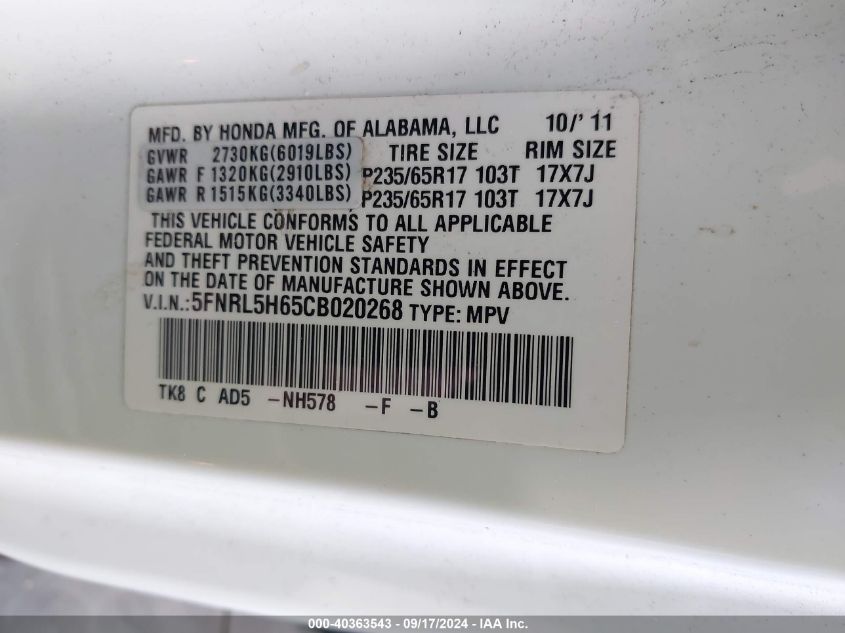 MFD. BY HONDA MFG. OF ALABAMA, LLC 10/' 11
GVWR 2730KG(6019LBS) TIRE SIZE RIM SIZE
GAWR F 1320KG(2910LBS) P235/65R17 103T 17X7J
GAWR R 1515KG(3340LBS) P235/65R17 103T 17X7J
THIS VEHICLE CONFORMS TO ALL APPLICABLE
FEDERAL MOTOR VEHICLE SAFETY
AND THEFT PREVENTION STANDARDS IN EFFECT
ON THE DATE OF MANUFACTURE SHOWN ABOVE.
V.I.N.:5FNRL5H65CB020268 TYPE: MPV
TK8 C AD5 -NH578 -F -B
000-40363543 - 09/17/2024 - IAA Inc.